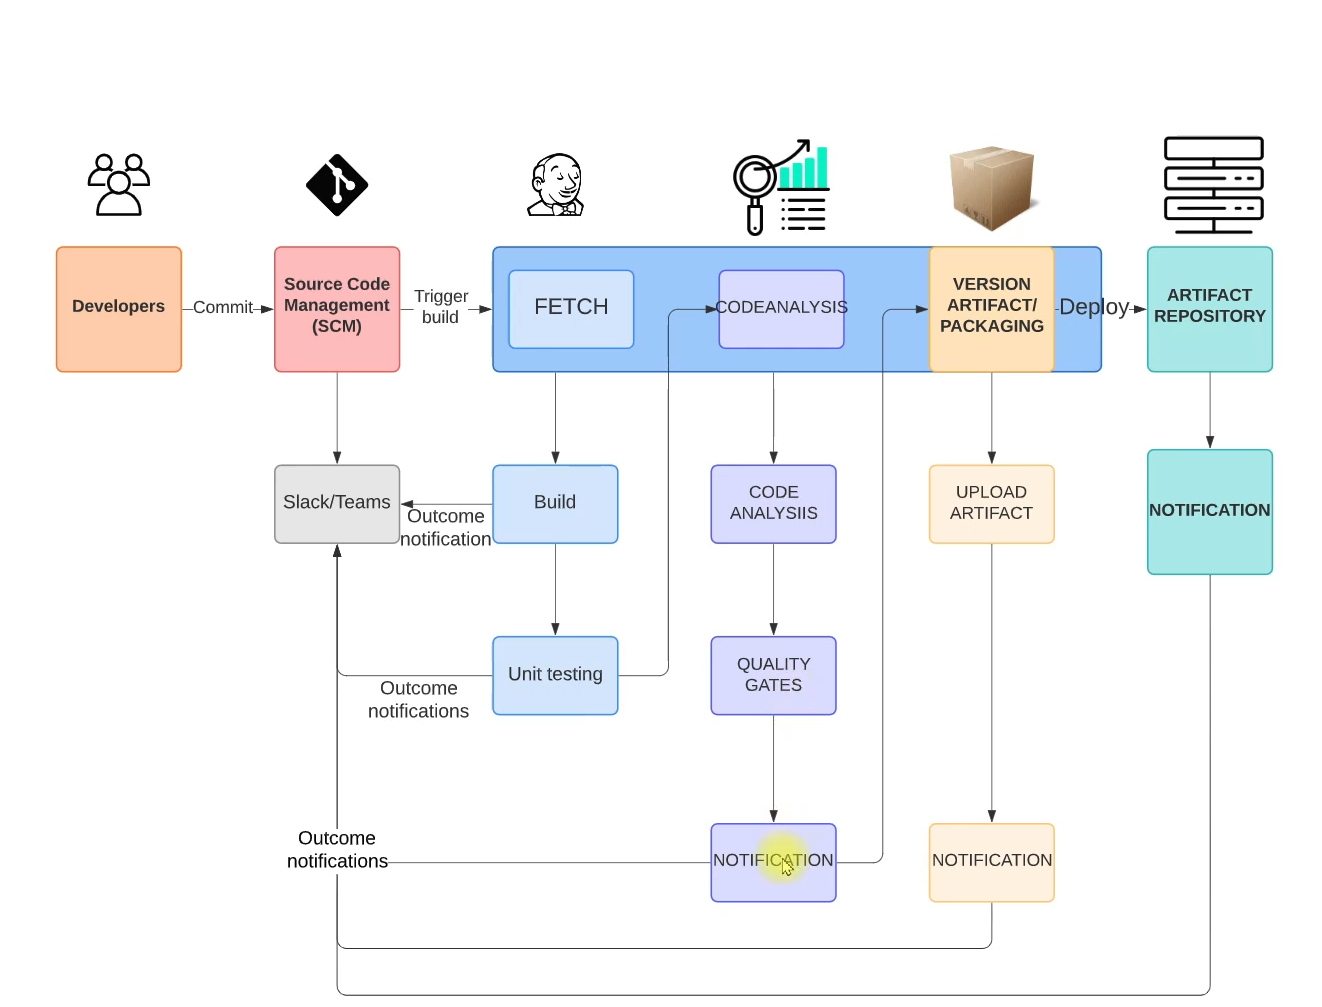 Developers
Commit
Source Code
Management
(SCM)
Trigger
build
FETCH
CODEANALYSIS
VERSION
ARTIFACT/
PACKAGING
Deploy
ARTIFACT
REPOSITORY
Slack/Teams
Outcome
notification
Build
CODE
ANALYSIIS
UPLOAD
ARTIFACT
NOTIFICATION
Outcome
notifications
Unit testing
QUALITY
GATES
Outcome
notifications
NOTIFICATION
NOTIFICATION